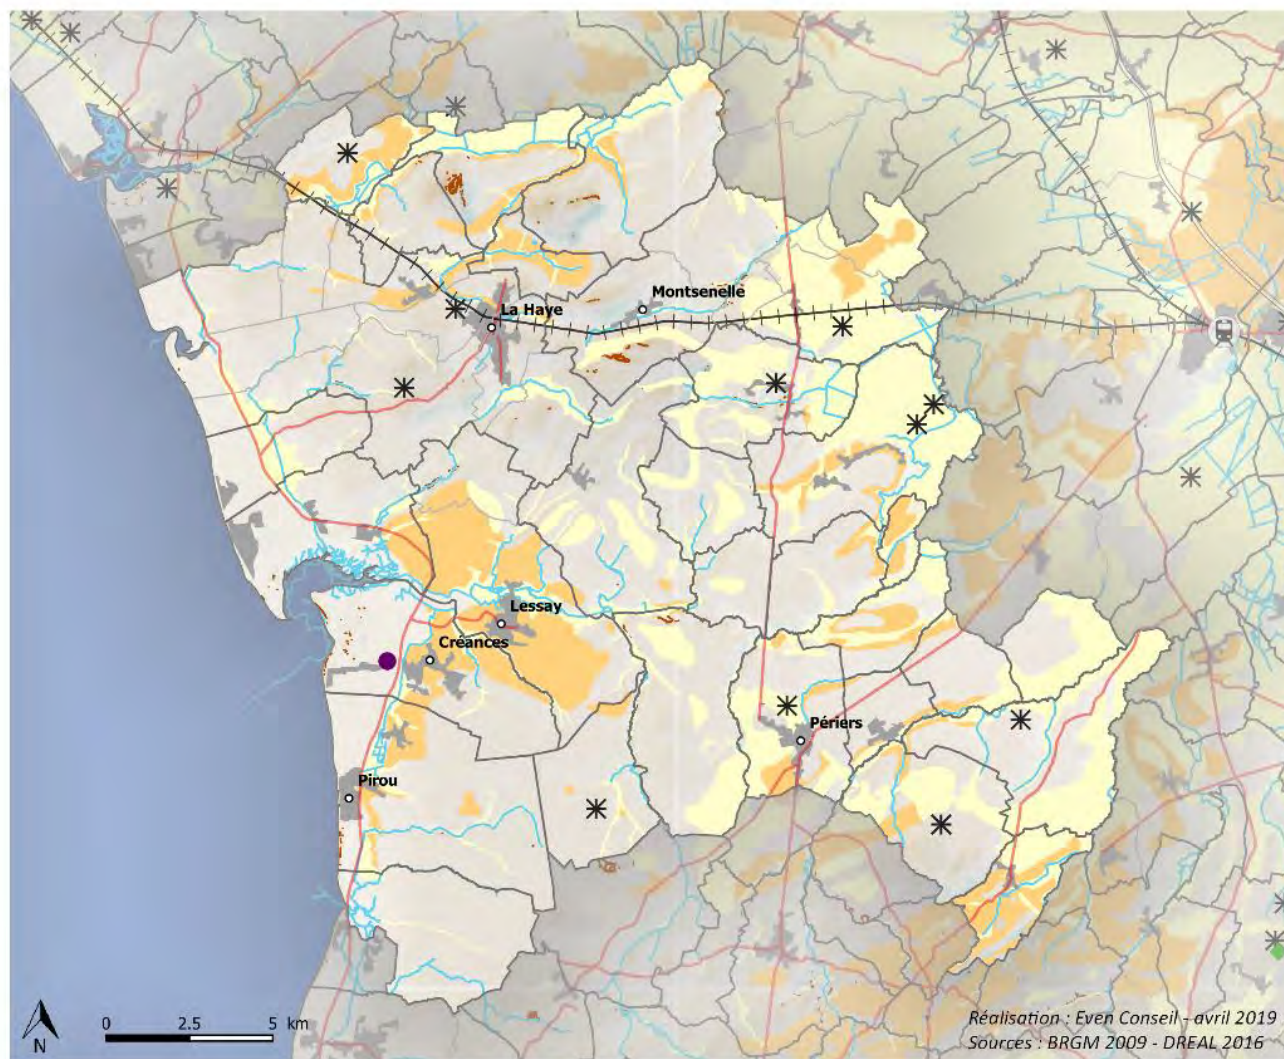 Montsenelle
La Haye
Lessay
Créances
Périers
Pirou
0 2.5 5 km
N
Réalisation : Even Conseil - avril 2019
Sources : BRGM 2009 - DREAL 2016